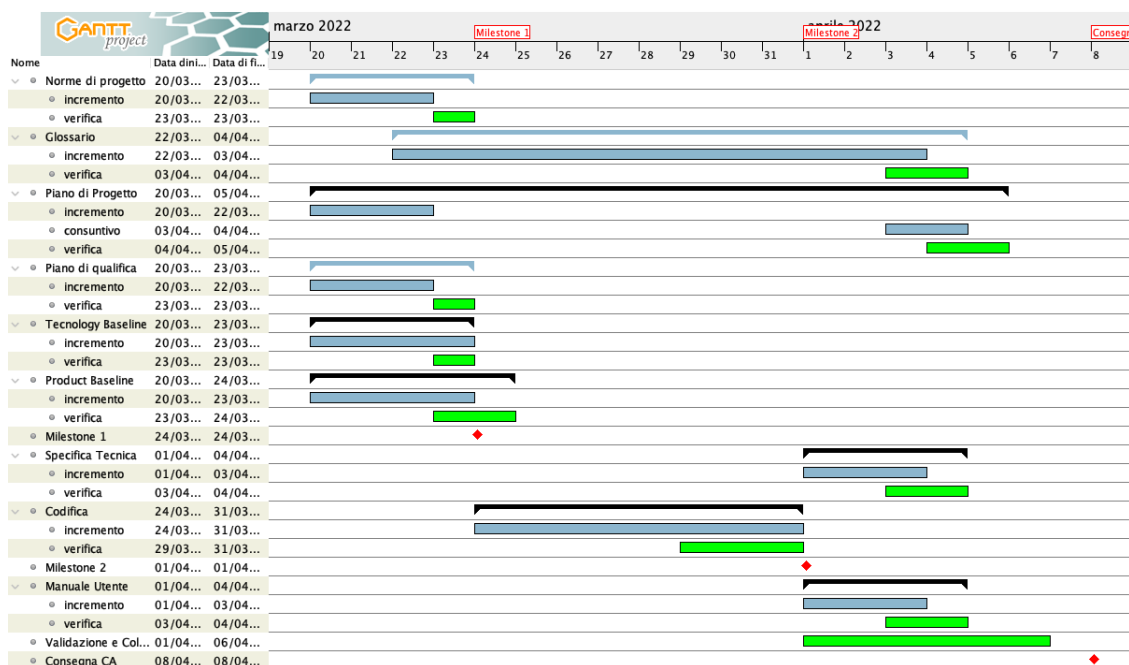 GANTT
project
marzo 2022
aprile 2022
Milestone 1
Milestone 2
Consegn
19 20 21 22 23 24 25 26 27 28 29 30 31 1 2 3 4 5 6 7 8
Nome Data dini... Data di fi...
Norme di progetto 20/03... 23/03...
incremento 20/03... 22/03...
verifica 23/03... 23/03...
Glossario 22/03... 04/04...
incremento 22/03... 03/04...
verifica 03/04... 04/04...
Piano di Progetto 20/03... 05/04...
incremento 20/03... 22/03...
consuntivo 03/04... 04/04...
verifica 04/04... 05/04...
Piano di qualifica 20/03... 23/03...
incremento 20/03... 22/03...
verifica 23/03... 23/03...
Tecnology Baseline 20/03... 23/03...
incremento 20/03... 23/03...
verifica 23/03... 23/03...
Product Baseline 20/03... 24/03...
incremento 20/03... 23/03...
verifica 23/03... 24/03...
Milestone 1 24/03... 24/03...
Specifica Tecnica 01/04... 04/04...
incremento 01/04... 03/04...
verifica 03/04... 04/04...
Codifica 24/03... 31/03...
incremento 24/03... 31/03...
verifica 29/03... 31/03...
Milestone 2 01/04... 01/04...
Manuale Utente 01/04... 04/04...
incremento 01/04... 03/04...
verifica 03/04... 04/04...
Validazione e Col... 01/04... 06/04...
Consegna CA 08/04... 08/04...